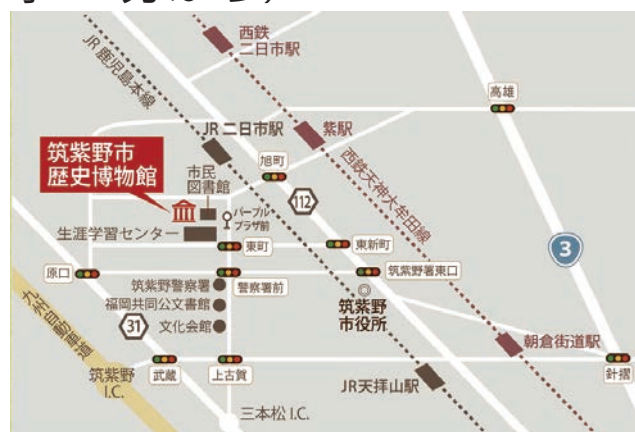 西鉄
二日市駅
JR 鹿児島本線
高雄
JR 二日市駅
紫駅
筑紫野市
歴史博物館
旭町
市民
図書館
西鉄天神大牟田線
112
パープル
プラザ前
生涯学習センター
東町
東新町
3
原口
筑紫野警察署
警察署前
筑紫野署東口
福岡共同公文書館
筑紫野
市役所
31
文化会館
九州自動車道
朝倉街道駅
筑紫野
I.C.
武蔵
上古賀
JR天拝山駅
針摺
三本松 I.C.